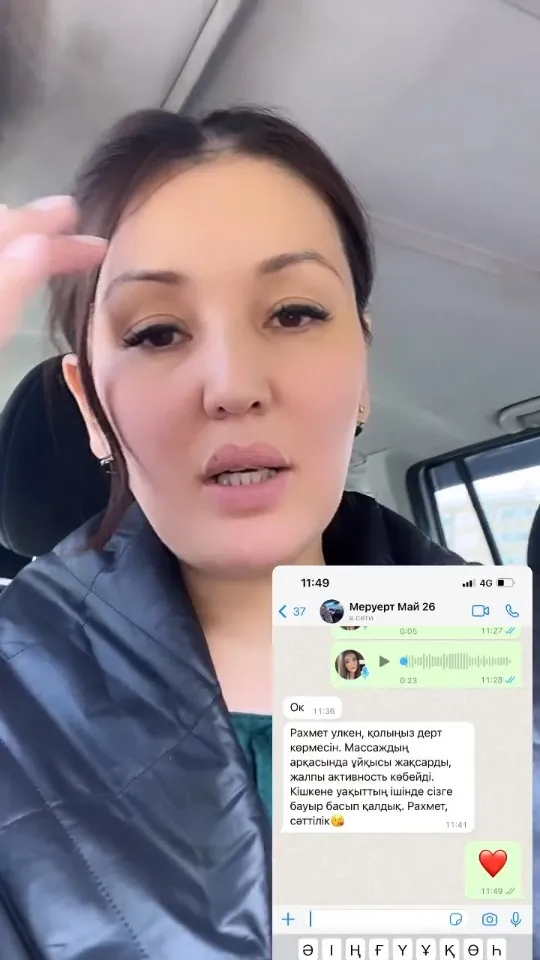 11:49
4G
37
Меруерт Май 26
в сети
0:05
11:27
0:23
11:28
Ок
11:36
Рахмет улкен, қолыңыз дерт
көрмесін. Массаждың
арқасында ұйқысы жақсарды,
жалпы активность көбейді.
Кішкене уақыттың ішінде сізге
бауыр басып қалдық. Рахмет,
сәттілік😘
11:41
11:49
Ә І Ң Ғ Ү Ұ Қ Ө Һ